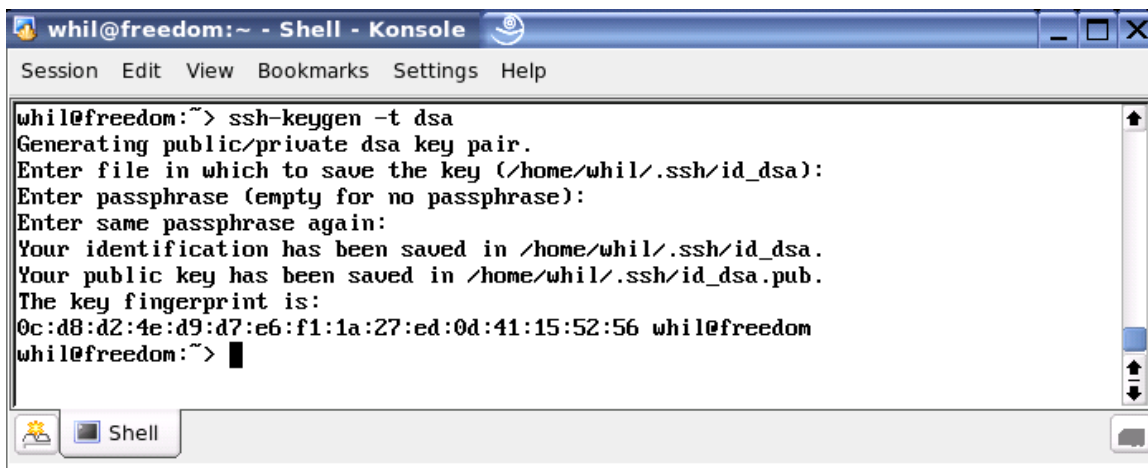 whil@freedom:~ - Shell - Konsole
Session Edit View Bookmarks Settings Help
whil@freedom:~> ssh-keygen -t dsa
Generating public/private dsa key pair.
Enter file in which to save the key (/home/whil/.ssh/id_dsa):
Enter passphrase (empty for no passphrase):
Enter same passphrase again:
Your identification has been saved in /home/whil/.ssh/id_dsa.
Your public key has been saved in /home/whil/.ssh/id_dsa.pub.
The key fingerprint is:
0c:d8:d2:4e:d9:d7:e6:f1:1a:27:ed:0d:41:15:52:56 whil@freedom
whil@freedom:~>
Shell